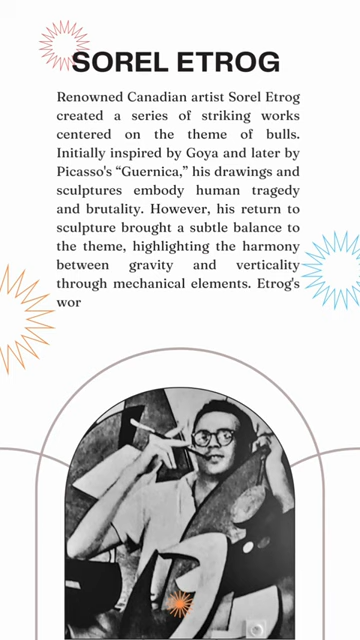 SOREL ETROG
Renowned Canadian artist Sorel Etrog
created a series of striking works
centered on the theme of bulls.
Initially inspired by Goya and later by
Picasso's “Guernica,” his drawings and
sculptures embody human tragedy
and brutality. However, his return to
sculpture brought a subtle balance to
the theme, highlighting the harmony
between gravity and verticality
through mechanical elements. Etrog's
wor